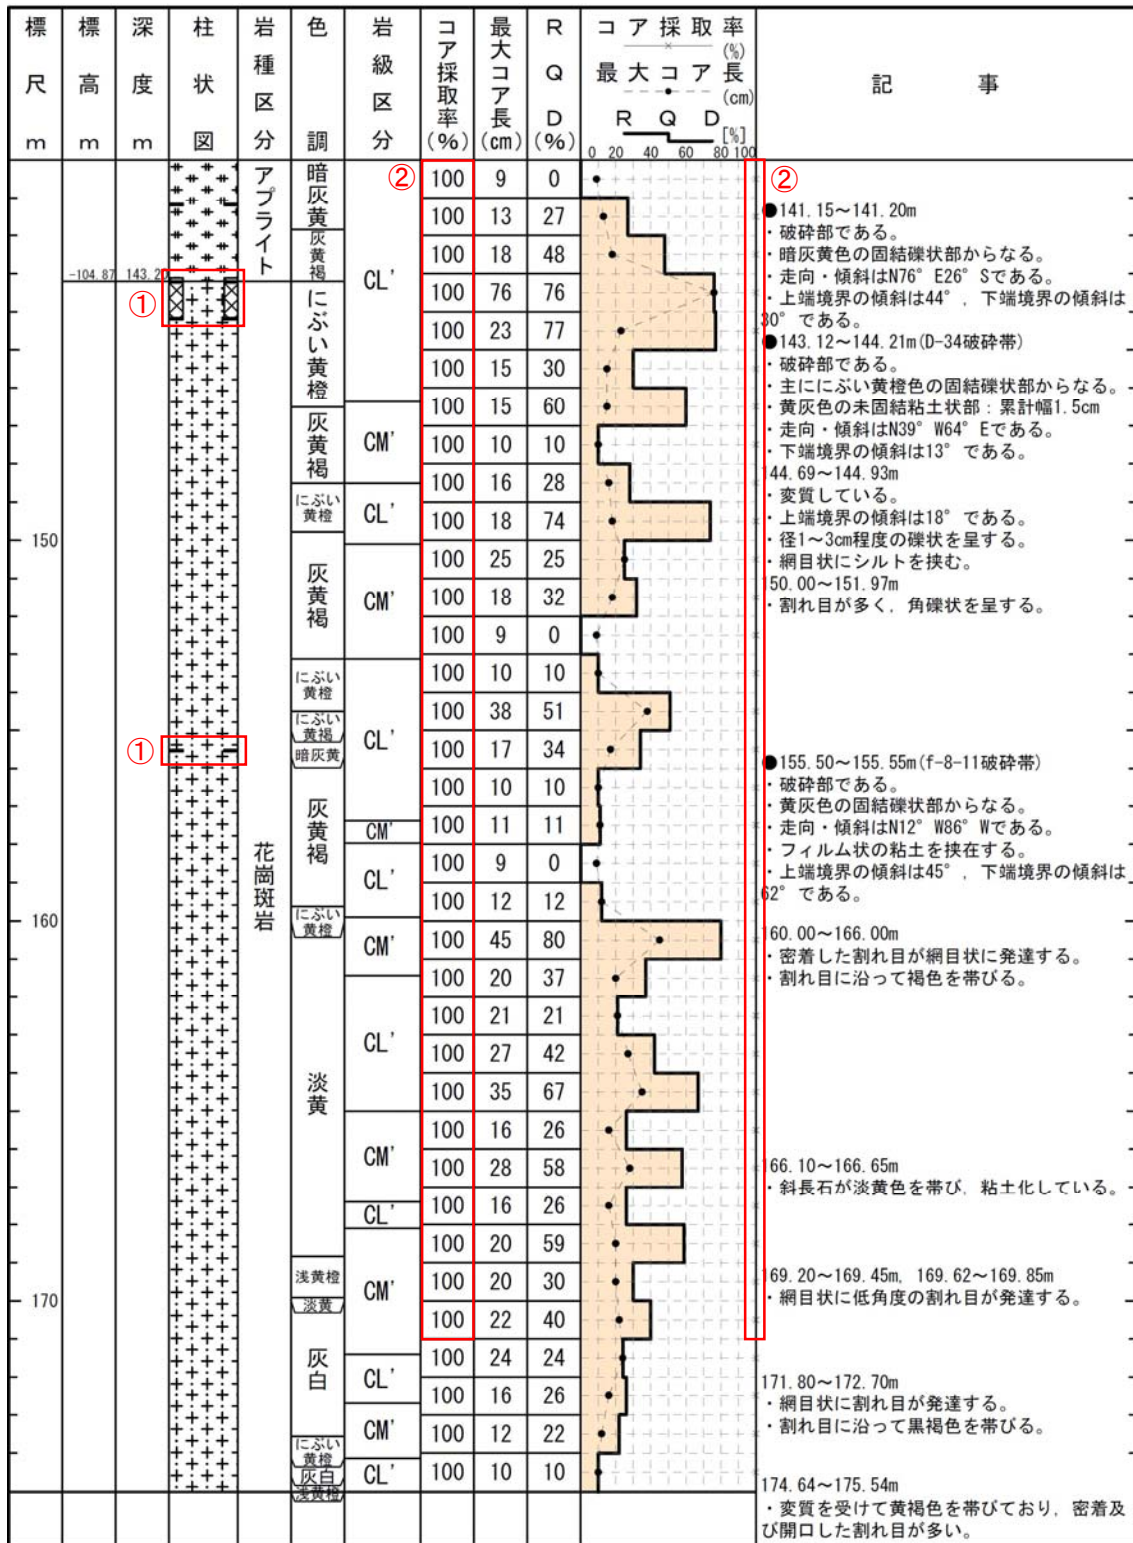 標尺m
標高m
深度m
柱状図
岩種区分
色調
岩級区分
コア採取率(%)
最大コア長(cm)
RQD(%)
コア採取率(%)
最大コア長(cm)
RQD[%]
0 20 40 60 80 100
記事
150
160
170
-104.87 143.20
①
①
アプライト
花崗斑岩
暗灰黄
灰黄褐
にぶい黄橙
灰黄褐
にぶい黄橙
灰黄褐
にぶい黄橙
にぶい黄褐
暗灰黄
灰黄褐
にぶい黄橙
淡黄
浅黄橙
淡黄
灰白
にぶい黄橙
灰白
浅黄橙
CL'
CM'
CL'
CM'
CL'
CM'
CL'
CM'
CL'
CM'
CL'
CM'
CL'
CM'
CL'
②
100 9 0
100 13 27
100 18 48
100 76 76
100 23 77
100 15 30
100 15 60
100 10 10
100 16 28
100 18 74
100 25 25
100 18 32
100 9 0
100 10 10
100 38 51
100 17 34
100 10 10
100 11 11
100 9 0
100 12 12
100 45 80
100 20 37
100 21 21
100 27 42
100 35 67
100 16 26
100 28 58
100 16 26
100 20 59
100 20 30
100 22 40
100 24 24
100 16 26
100 12 22
100 10 10
②
●141.15～141.20m
・破砕部である。
・暗灰黄色の固結礫状部からなる。
・走向・傾斜はN76°E26°Sである。
・上端境界の傾斜は44°，下端境界の傾斜は
30°である。
●143.12～144.21m(D-34破砕帯)
・破砕部である。
・主ににぶい黄橙色の固結礫状部からなる。
・黄灰色の未固結粘土状部：累計幅1.5cm
・走向・傾斜はN39°W64°Eである。
・下端境界の傾斜は13°である。
144.69～144.93m
・変質している。
・上端境界の傾斜は18°である。
・径1～3cm程度の礫状を呈する。
・網目状にシルトを挟む。
150.00～151.97m
・割れ目が多く，角礫状を呈する。
●155.50～155.55m(f-8-11破砕帯)
・破砕部である。
・黄灰色の固結礫状部からなる。
・走向・傾斜はN12°W86°Wである。
・フィルム状の粘土を挟在する。
・上端境界の傾斜は45°，下端境界の傾斜は
62°である。
160.00～166.00m
・密着した割れ目が網目状に発達する。
・割れ目に沿って褐色を帯びる。
166.10～166.65m
・斜長石が淡黄色を帯び，粘土化している。
169.20～169.45m，169.62～169.85m
・網目状に低角度の割れ目が発達する。
171.80～172.70m
・網目状に割れ目が発達する。
・割れ目に沿って黒褐色を帯びる。
174.64～175.54m
・変質を受けて黄褐色を帯びており，密着及
び開口した割れ目が多い。